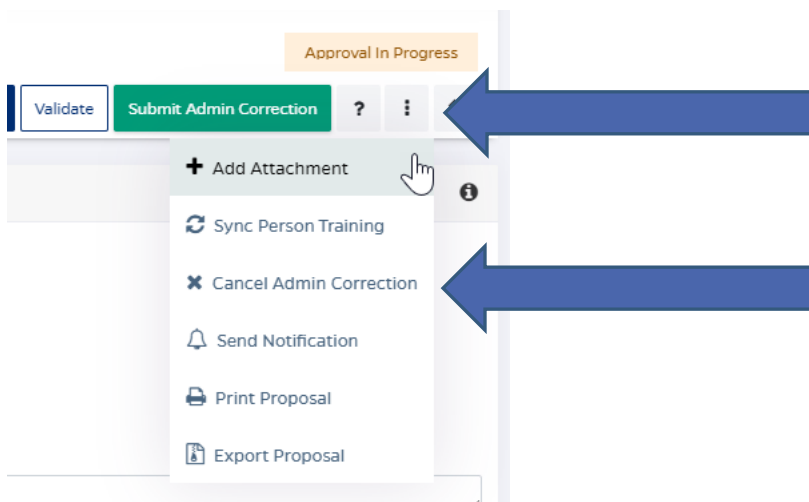 Approval In Progress
Validate Submit Admin Correction ?
Add Attachment
Sync Person Training
Cancel Admin Correction
Send Notification
Print Proposal
Export Proposal